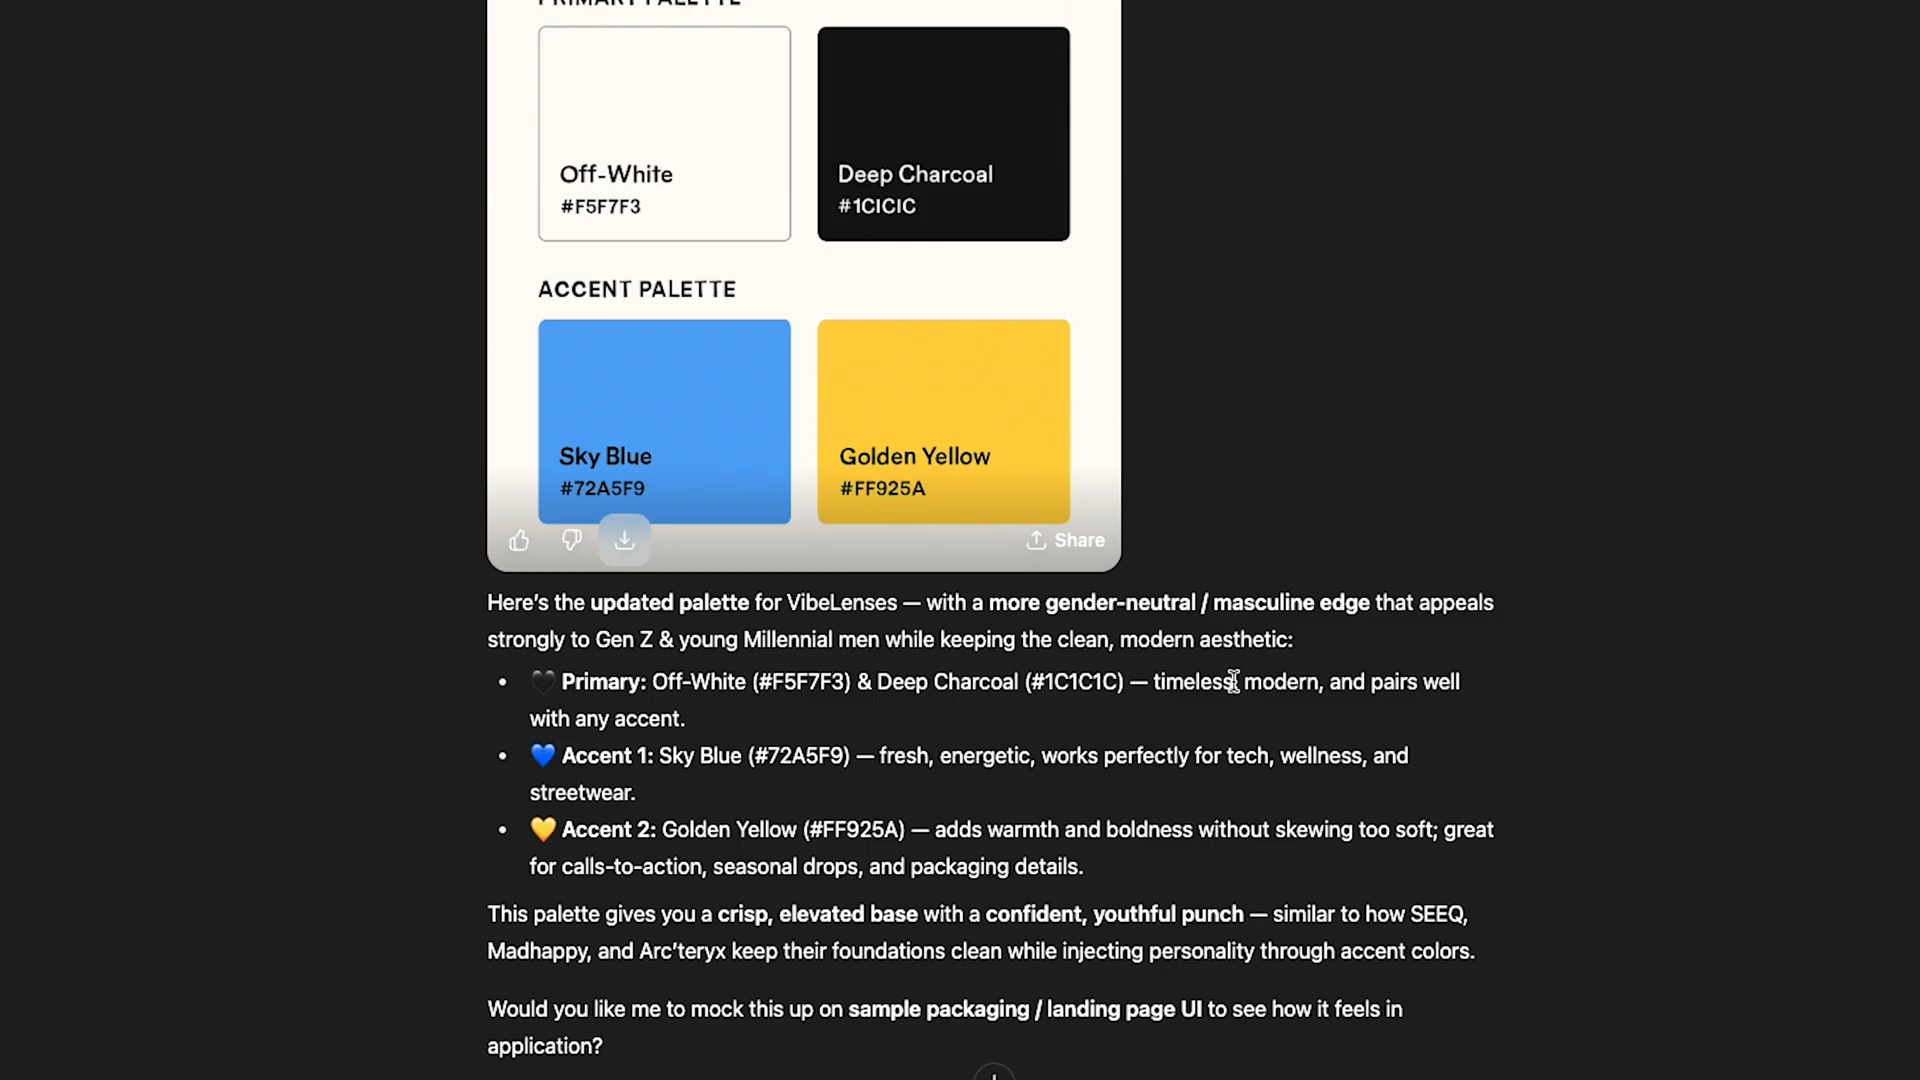 PRIMARY PALETTE
Off-White
#F5F7F3
Deep Charcoal
#1CICIC
ACCENT PALETTE
Sky Blue
#72A5F9
Golden Yellow
#FF925A
Share
Here's the updated palette for VibeLenses — with a more gender-neutral / masculine edge that appeals
strongly to Gen Z & young Millennial men while keeping the clean, modern aesthetic:
• 🖤 Primary: Off-White (#F5F7F3) & Deep Charcoal (#1C1C1C) — timeless, modern, and pairs well
with any accent.
• 💙 Accent 1: Sky Blue (#72A5F9) — fresh, energetic, works perfectly for tech, wellness, and
streetwear.
• 💛 Accent 2: Golden Yellow (#FF925A) — adds warmth and boldness without skewing too soft; great
for calls-to-action, seasonal drops, and packaging details.
This palette gives you a crisp, elevated base with a confident, youthful punch — similar to how SEEQ,
Madhappy, and Arc'teryx keep their foundations clean while injecting personality through accent colors.
Would you like me to mock this up on sample packaging / landing page UI to see how it feels in
application?